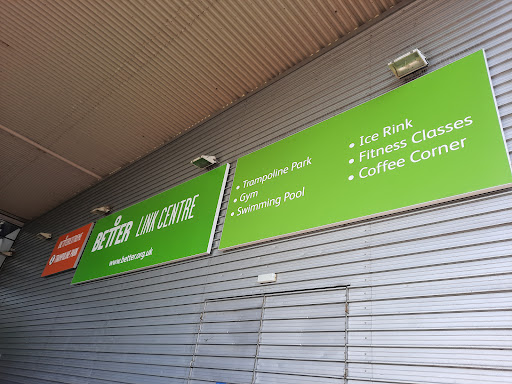 BETTER LINK CENTRE
www.better.org.uk
• Trampoline Park
• Gym
• Swimming Pool
• Ice Rink
• Fitness Classes
• Coffee Corner